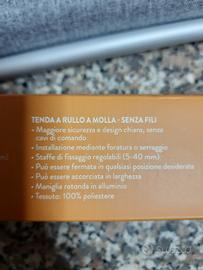 TENDA A RULLO A MOLLA - SENZA FILI
- Maggiore sicurezza e design chiaro, senza
cavi di comando
- Installazione mediante foratura o serraggio
- Staffe di fissaggio regolabili (5-40 mm)
- Può essere fermata in qualsiasi posizione desiderata
- Può essere accorciata in larghezza
- Maniglia rotonda in alluminio
- Tessuto: 100% poliestere